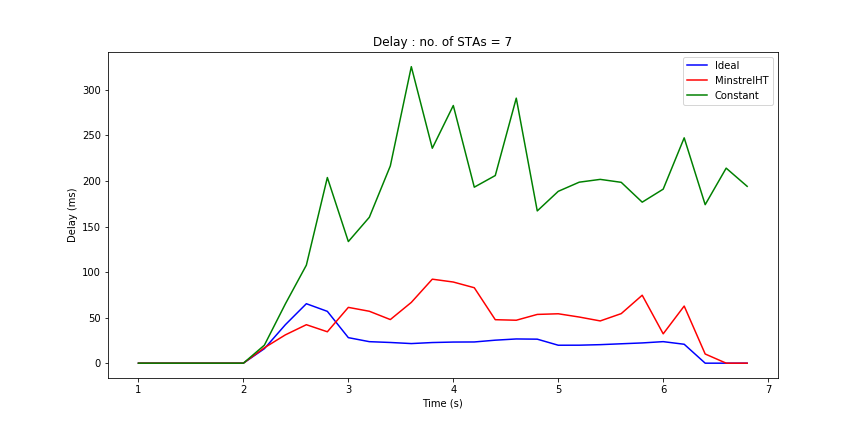 Delay : no. of STAs = 7
Ideal
MinstrelHT
Constant
Delay (ms)
300
250
200
150
100
50
0
1 2 3 4 5 6 7
Time (s)